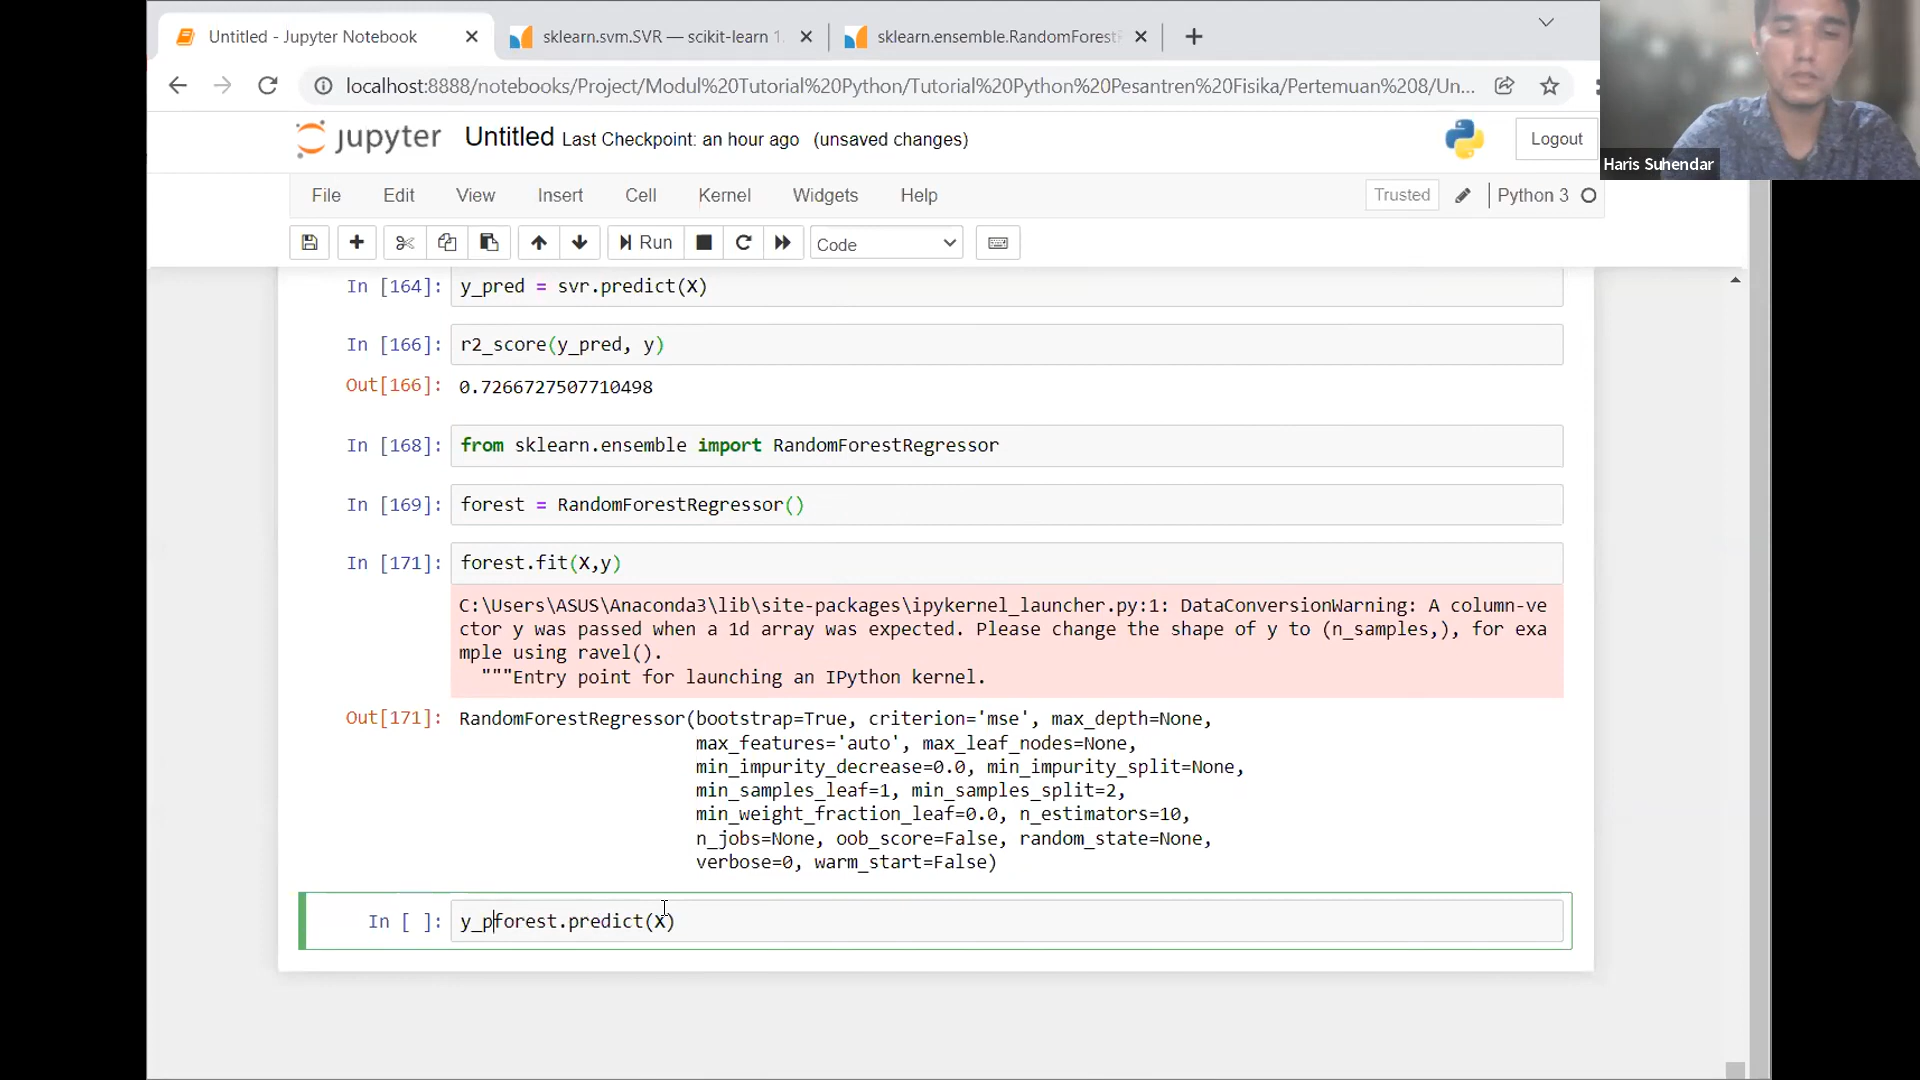 Untitled - Jupyter Notebook
sklearn.svm.SVR — scikit-learn 1.
sklearn.ensemble.RandomForestR
localhost:8888/notebooks/Project/Modul%20Tutorial%20Python/Tutorial%20Python%20Pesantren%20Fisika/Pertemuan%208/Un...
jupyter Untitled Last Checkpoint: an hour ago (unsaved changes)
Logout
Haris Suhendar
File Edit View Insert Cell Kernel Widgets Help
Trusted Python 3
Run Code
In [164]: y_pred = svr.predict(X)
In [166]: r2_score(y_pred, y)
Out[166]: 0.7266727507710498
In [168]: from sklearn.ensemble import RandomForestRegressor
In [169]: forest = RandomForestRegressor()
In [171]: forest.fit(X,y)
C:\Users\ASUS\Anaconda3\lib\site-packages\ipykernel_launcher.py:1: DataConversionWarning: A column-ve
ctor y was passed when a 1d array was expected. Please change the shape of y to (n_samples,), for exa
mple using ravel().
"""Entry point for launching an IPython kernel.
Out[171]: RandomForestRegressor(bootstrap=True, criterion='mse', max_depth=None,
max_features='auto', max_leaf_nodes=None,
min_impurity_decrease=0.0, min_impurity_split=None,
min_samples_leaf=1, min_samples_split=2,
min_weight_fraction_leaf=0.0, n_estimators=10,
n_jobs=None, oob_score=False, random_state=None,
verbose=0, warm_start=False)
In [ ]: y_pforest.predict(X)